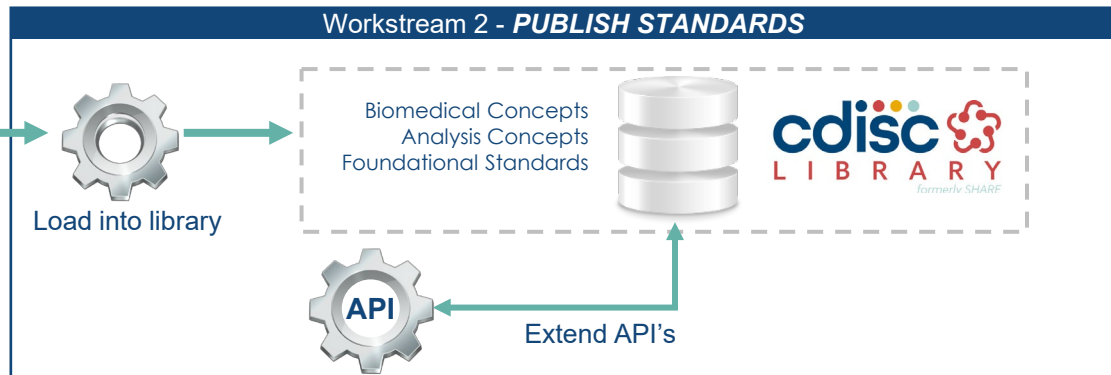 Workstream 2 - PUBLISH STANDARDS
Biomedical Concepts
Analysis Concepts
Foundational Standards
cdisc
LIBRARY
formerly SHARE
Load into library
API
Extend API's